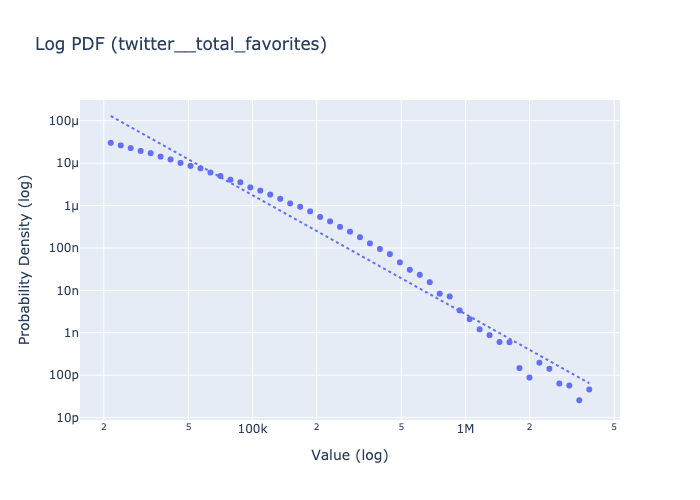 Log PDF (twitter__total_favorites)
100μ
10μ
1μ
100n
10n
1n
100p
10p
Probability Density (log)
2 5 100k 2 5 1M 2 5
Value (log)